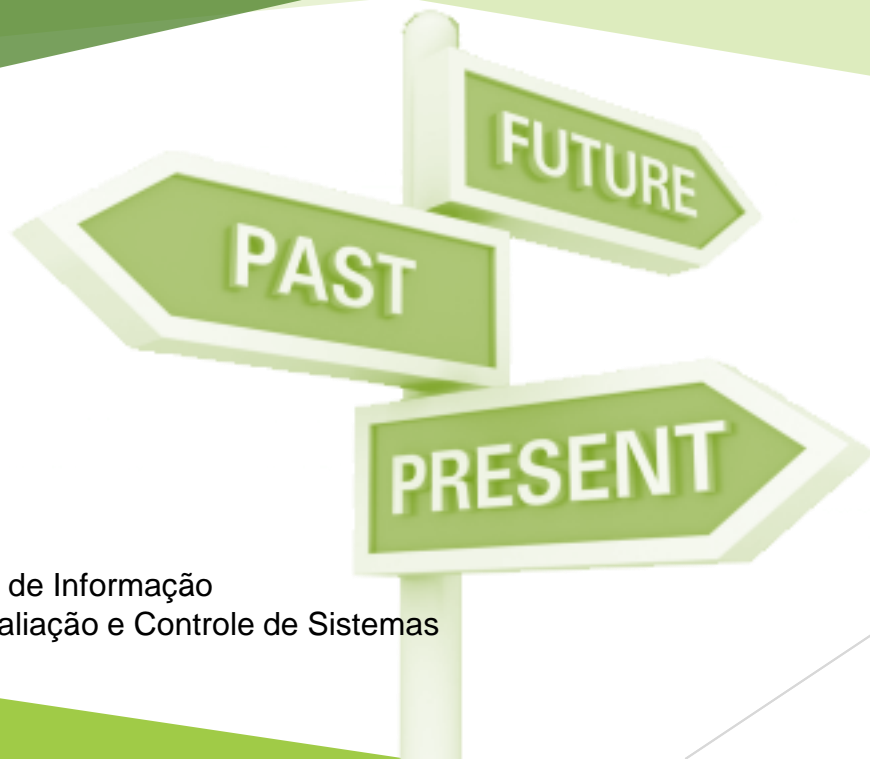 FUTURE
PAST
PRESENT
de Informação
aliação e Controle de Sistemas